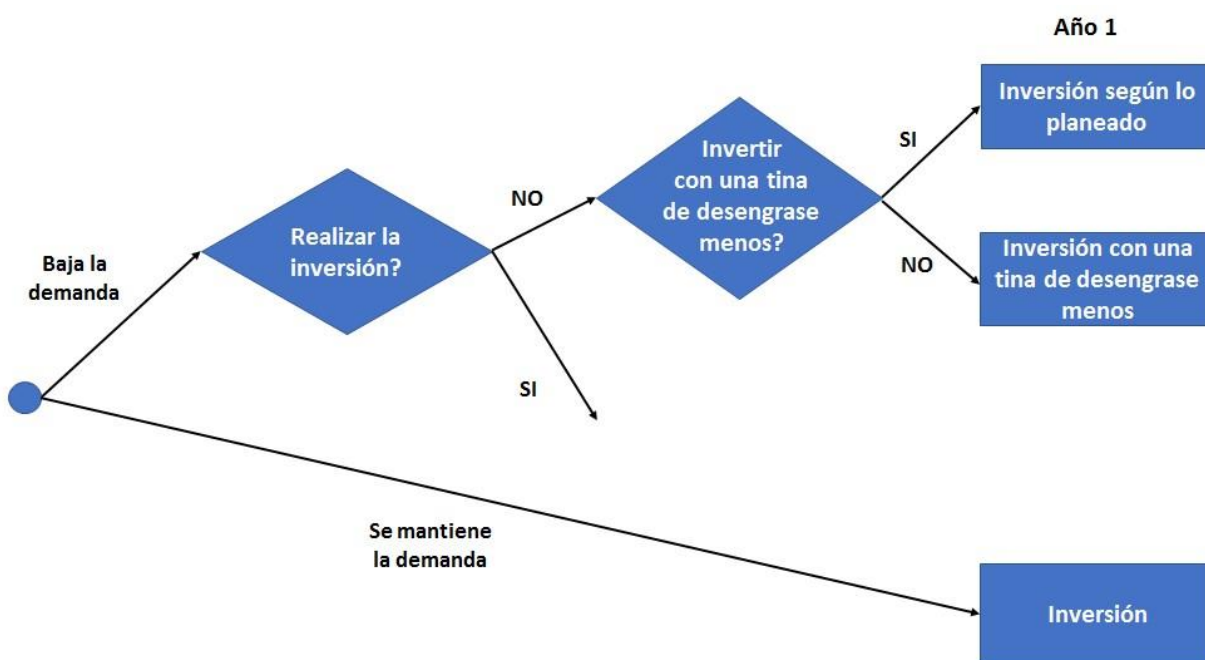 Año 1
Inversión según lo
planeado
Invertir
con una tina
de desengrase
menos?
SI
NO
Realizar la
inversión?
NO
Inversión con una
tina de desengrase
menos
Baja la
demanda
SI
Se mantiene
la demanda
Inversión